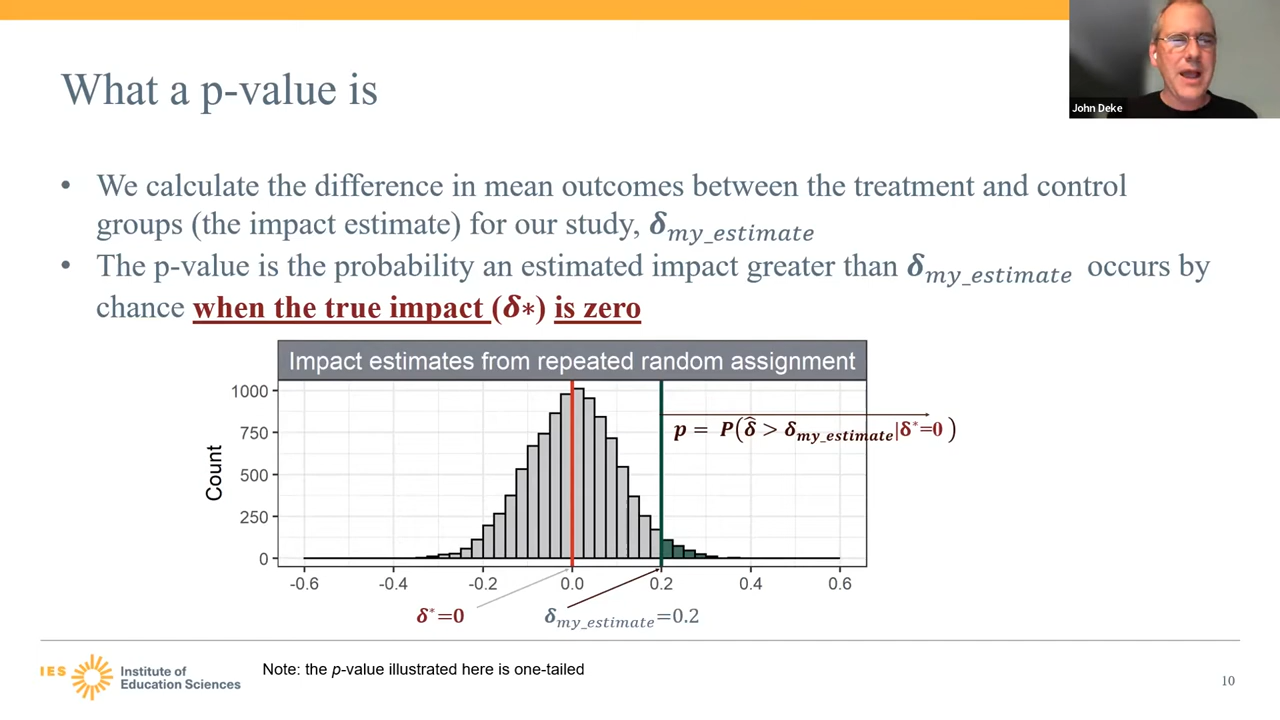 John Deke
What a p-value is
• We calculate the difference in mean outcomes between the treatment and control
groups (the impact estimate) for our study, δmy_estimate
• The p-value is the probability an estimated impact greater than δmy_estimate occurs by
chance when the true impact (δ*) is zero
Impact estimates from repeated random assignment
1000
750
500
250
0
Count
p = P(δ̂ > δmy_estimate|δ*=0 )
-0.6 -0.4 -0.2 0.0 0.2 0.4 0.6
δ*=0 δmy_estimate=0.2
IES Institute of
Education Sciences
Note: the p-value illustrated here is one-tailed
10